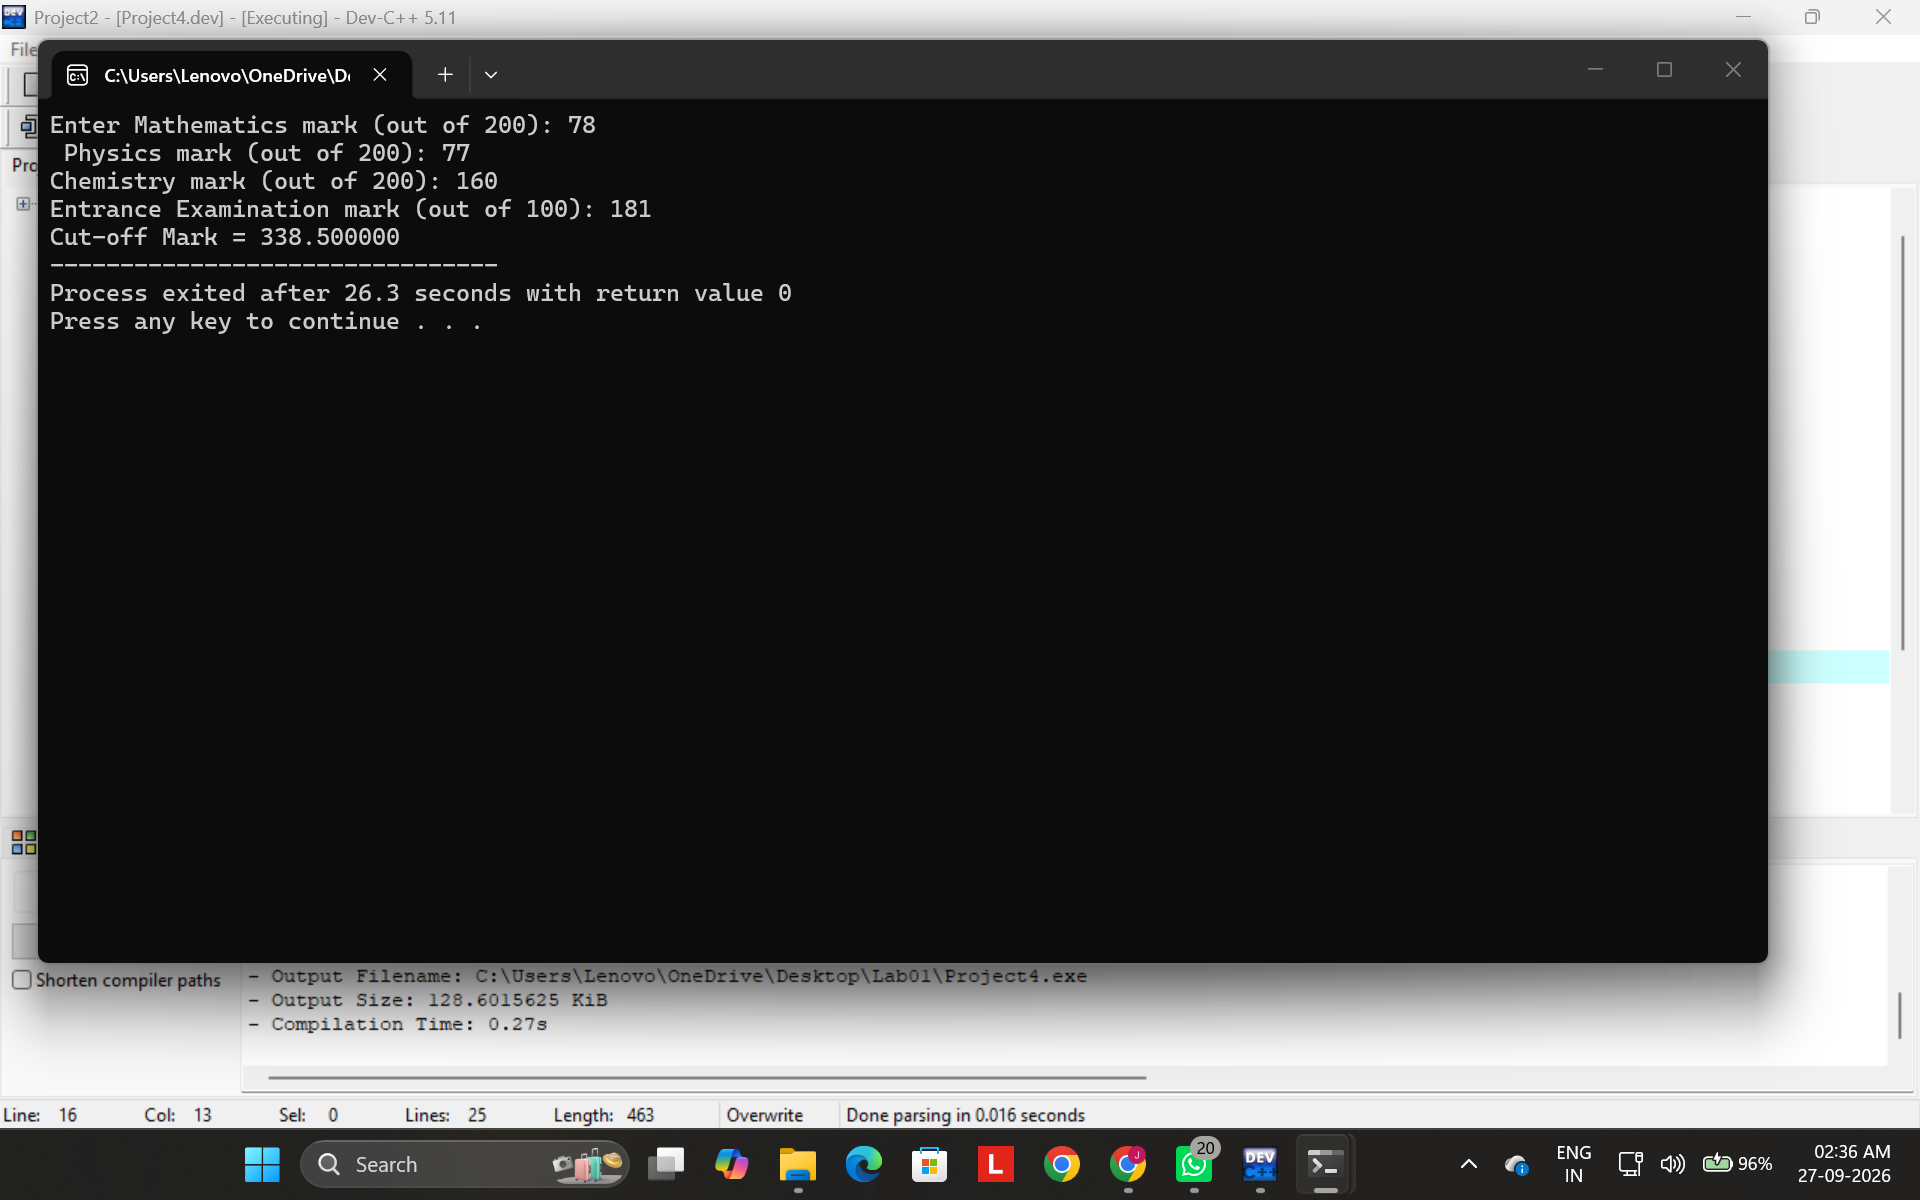 Project2 - [Project4.dev] - [Executing] - Dev-C++ 5.11
File
C:\Users\Lenovo\OneDrive\De
Enter Mathematics mark (out of 200): 78
Physics mark (out of 200): 77
Chemistry mark (out of 200): 160
Entrance Examination mark (out of 100): 181
Cut-off Mark = 338.500000
--------------------------------
Process exited after 26.3 seconds with return value 0
Press any key to continue . . .
Pro
Shorten compiler paths
- Output Filename: C:\Users\Lenovo\OneDrive\Desktop\Lab01\Project4.exe
- Output Size: 128.6015625 KiB
- Compilation Time: 0.27s
Line: 16 Col: 13 Sel: 0 Lines: 25 Length: 463 Overwrite Done parsing in 0.016 seconds
Search
L
J
20
DEV C++
ENG
IN
96%
02:36 AM
27-09-2026